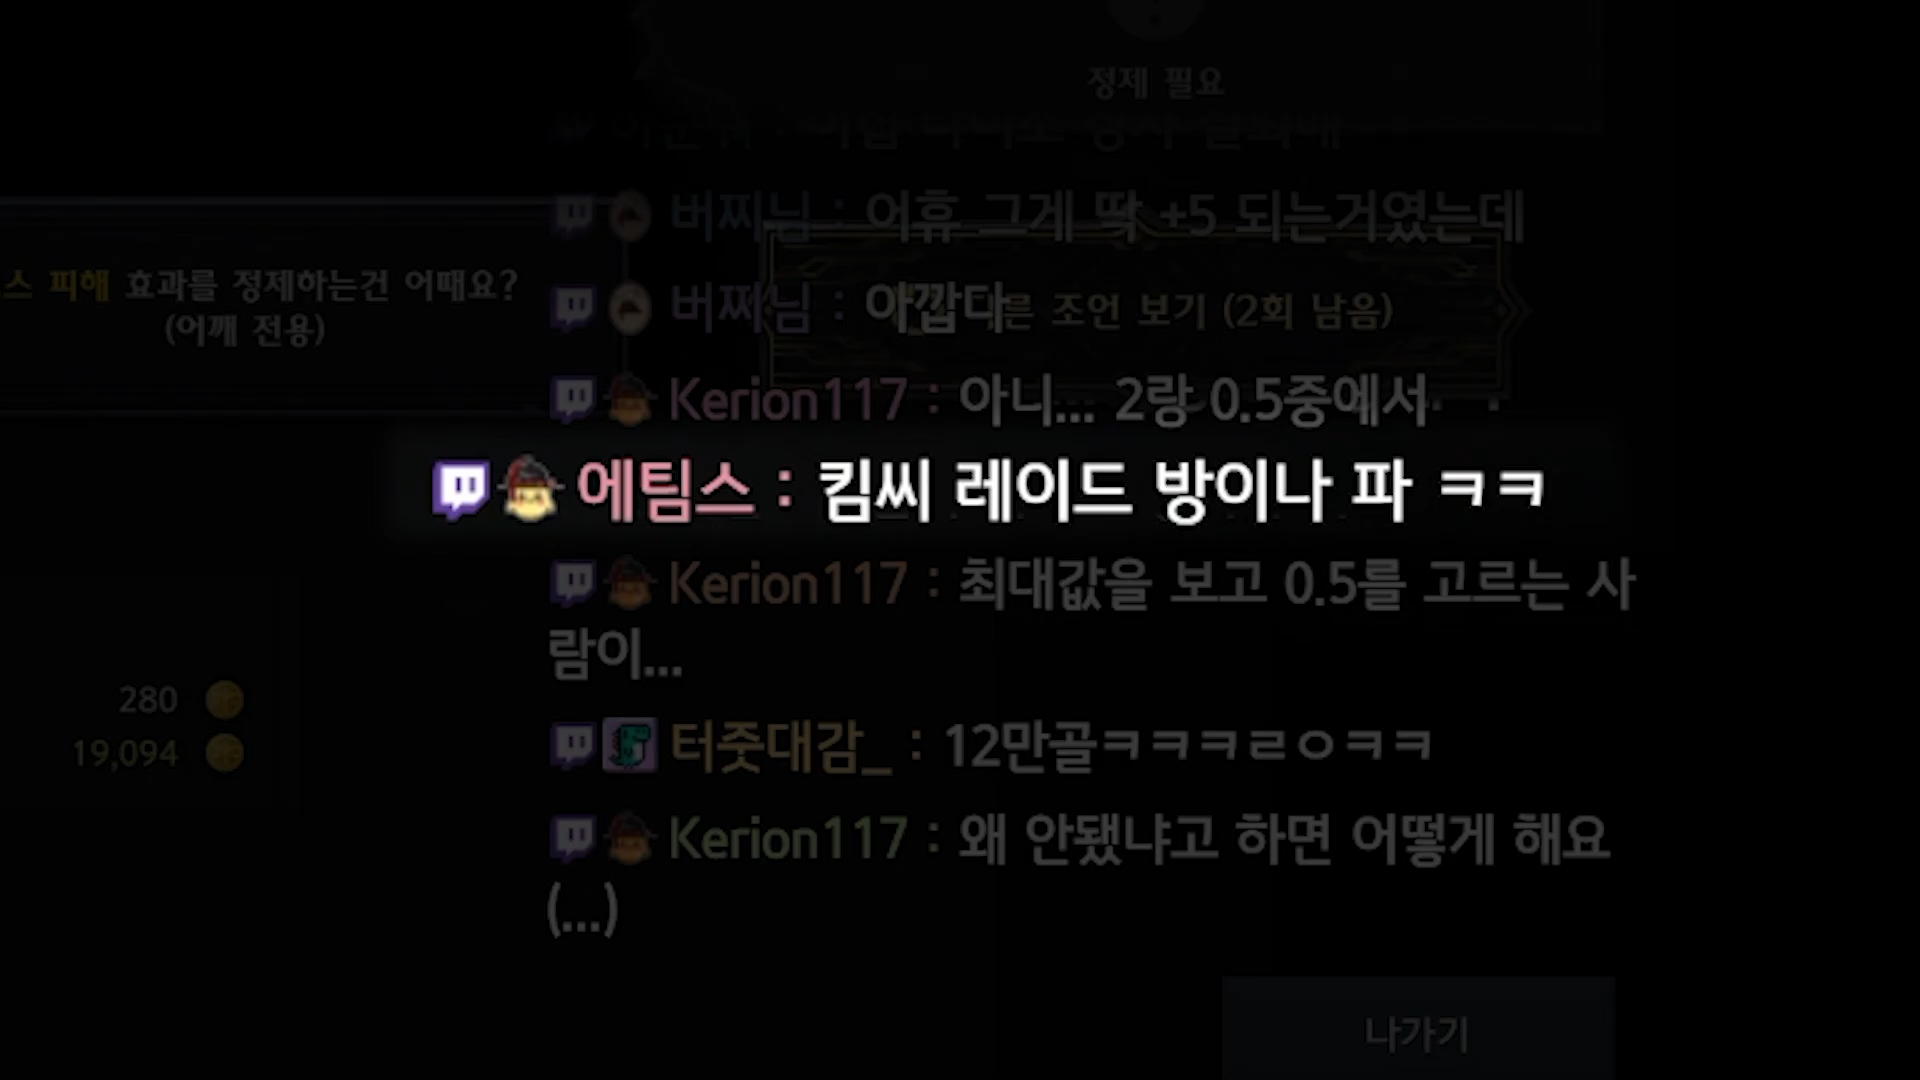 정제 필요
버찌님 : 어휴 그게 딱 +5 되는거였는데
스 피해 효과를 정제하는건 어때요?
(어깨 전용)
버찌님 : 아깝다
른 조언 보기 (2회 남음)
Kerion117 : 아니... 2랑 0.5중에서
에팀스 : 킴씨 레이드 방이나 파 ㅋㅋ
Kerion117 : 최대값을 보고 0.5를 고르는 사
람이...
280
19,094
터줏대감_ : 12만골ㅋㅋㅋㄹㅇㅋㅋ
Kerion117 : 왜 안됐냐고 하면 어떻게 해요
(...)
나가기